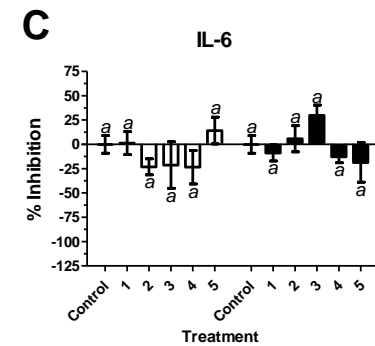 C
IL-6
% Inhibition
75
50
25
0
-25
-50
-75
-100
-125
a a a a a a a a a a a a
Control 1 2 3 4 5 Control 1 2 3 4 5
Treatment